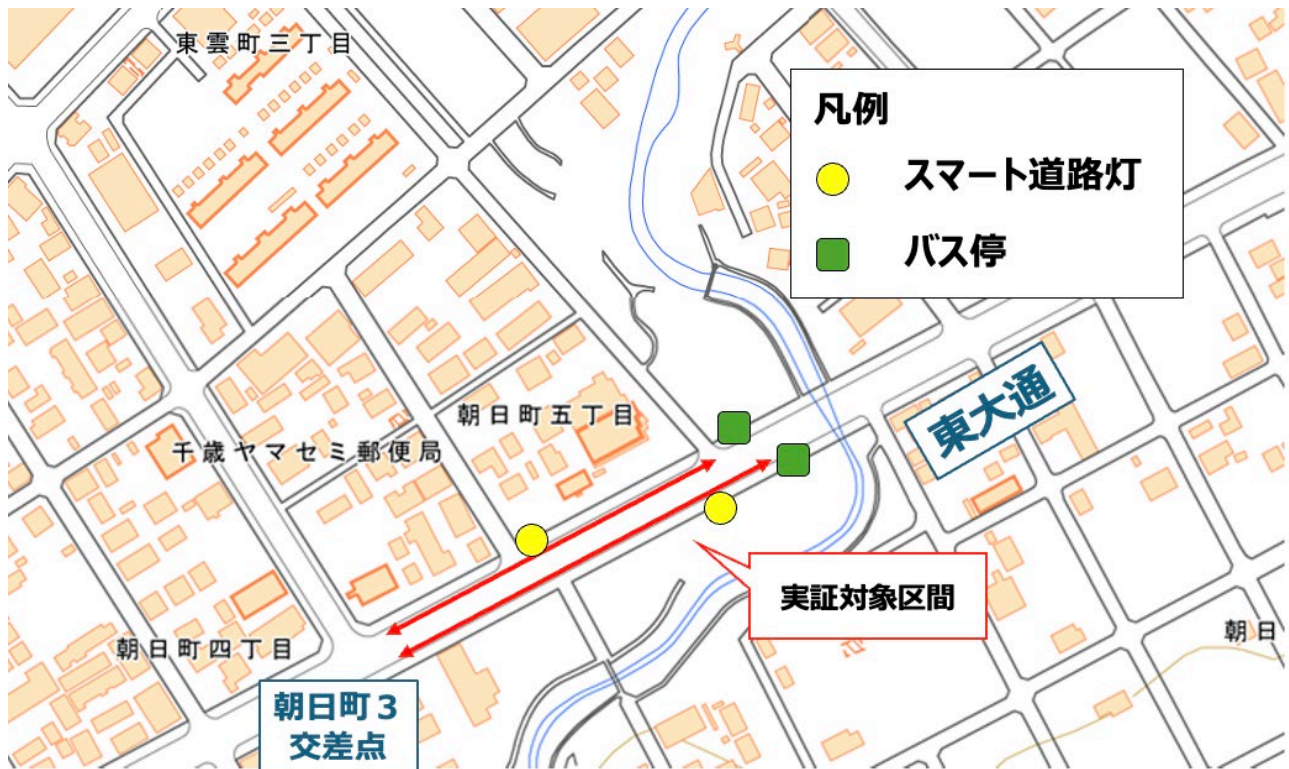 東雲町三丁目
凡例
スマート道路灯
バス停
東大通
朝日町五丁目
千歳ヤマセミ郵便局
実証対象区間
朝日町四丁目
朝日
朝日町3
交差点